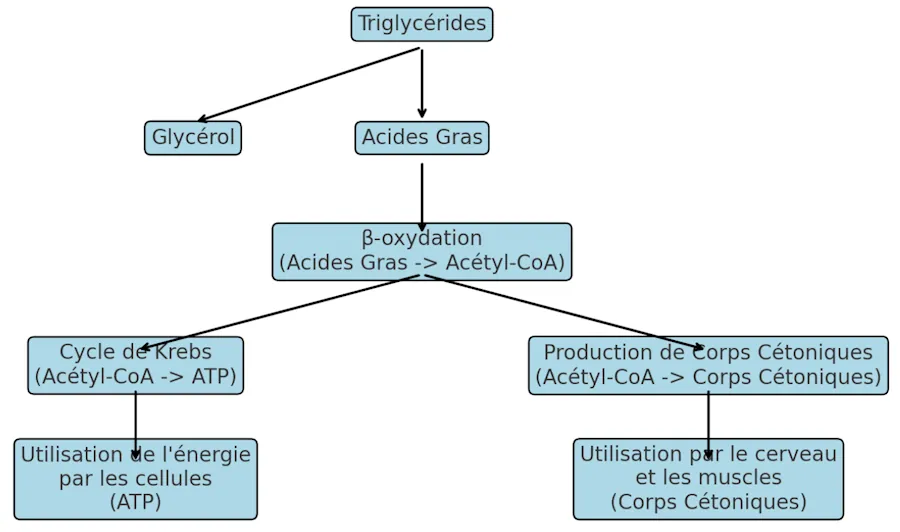 Triglycérides
Glycérol
Acides Gras
β-oxydation
(Acides Gras -> Acétyl-CoA)
Cycle de Krebs
(Acétyl-CoA -> ATP)
Production de Corps Cétoniques
(Acétyl-CoA -> Corps Cétoniques)
Utilisation de l'énergie
par les cellules
(ATP)
Utilisation par le cerveau
et les muscles
(Corps Cétoniques)